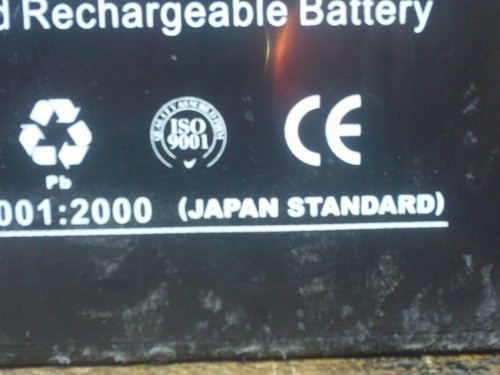 d Rechargeable Battery
ISO
9001
CE
Pb
001:2000 (JAPAN STANDARD)